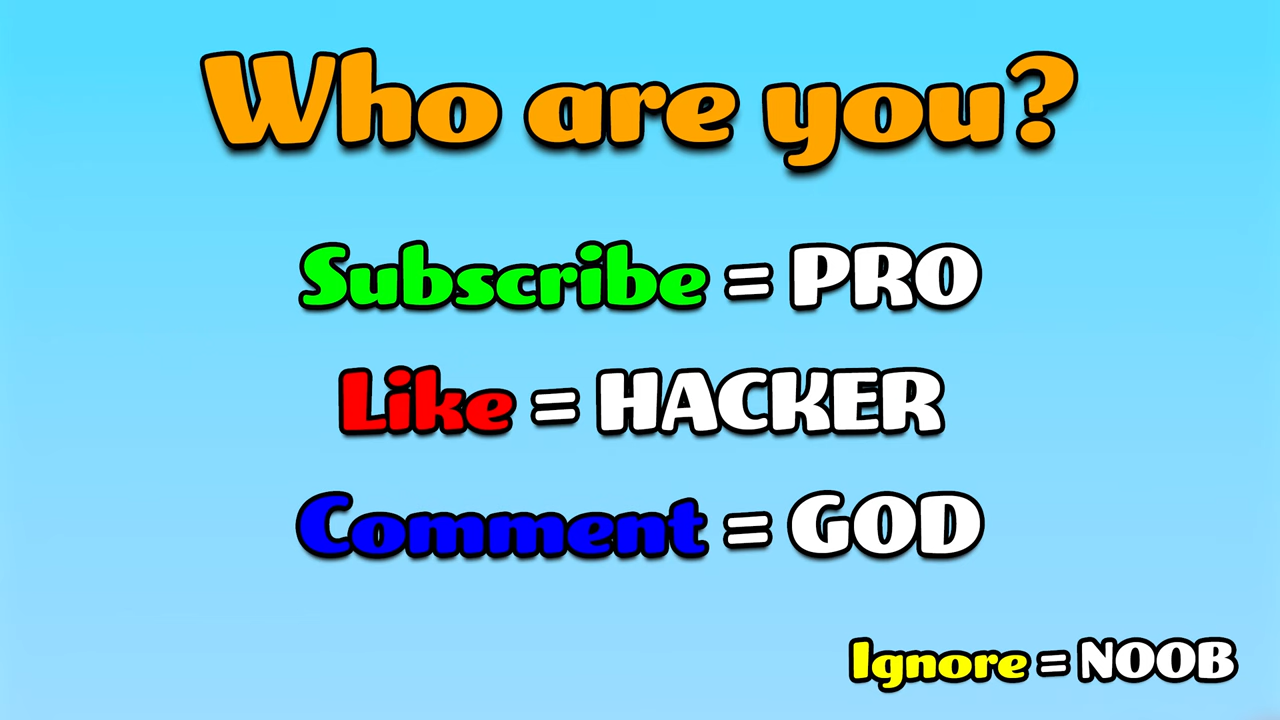 Who are you?
Subscribe = PRO
Like = HACKER
Comment = GOD
Ignore = NOOB